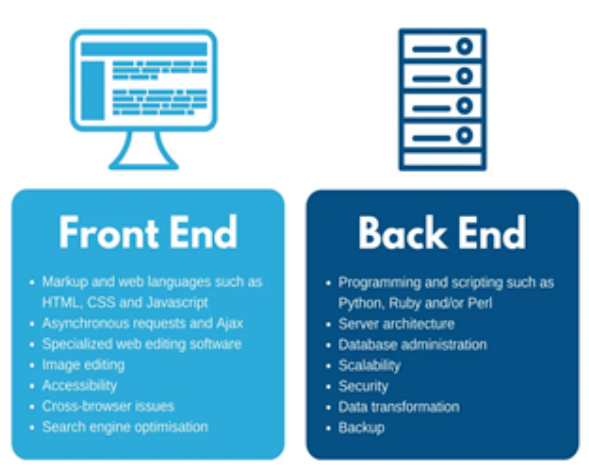 Front End
• Markup and web languages such as
HTML, CSS and Javascript
• Asynchronous requests and Ajax
• Specialized web editing software
• Image editing
• Accessibility
• Cross-browser issues
• Search engine optimisation
Back End
• Programming and scripting such as
Python, Ruby and/or Perl
• Server architecture
• Database administration
• Scalability
• Security
• Data transformation
• Backup